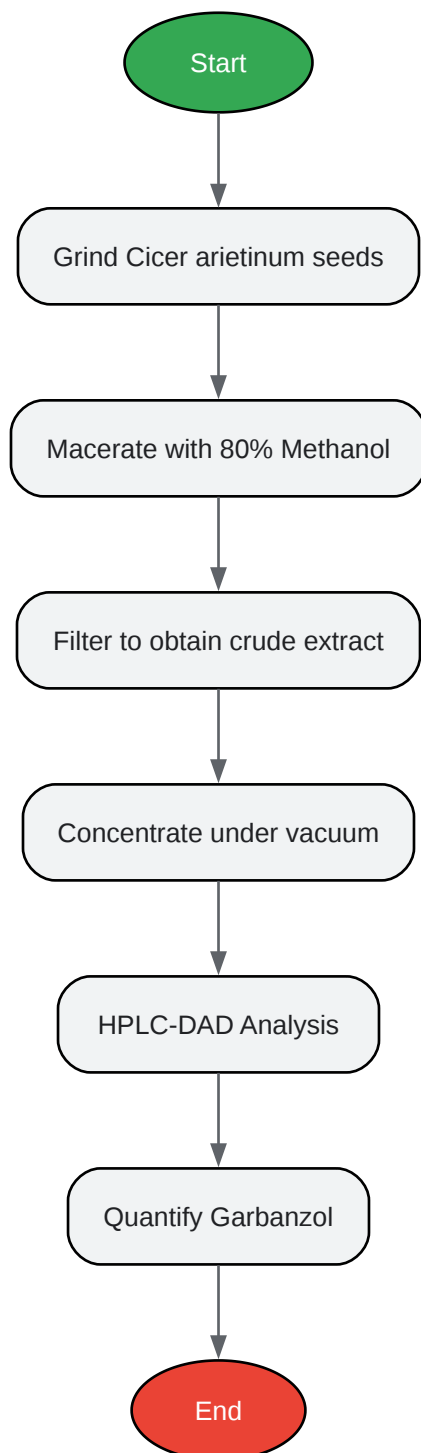 Start
Grind Cicer arietinum seeds
Macerate with 80% Methanol
Filter to obtain crude extract
Concentrate under vacuum
HPLC-DAD Analysis
Quantify Garbanzol
End